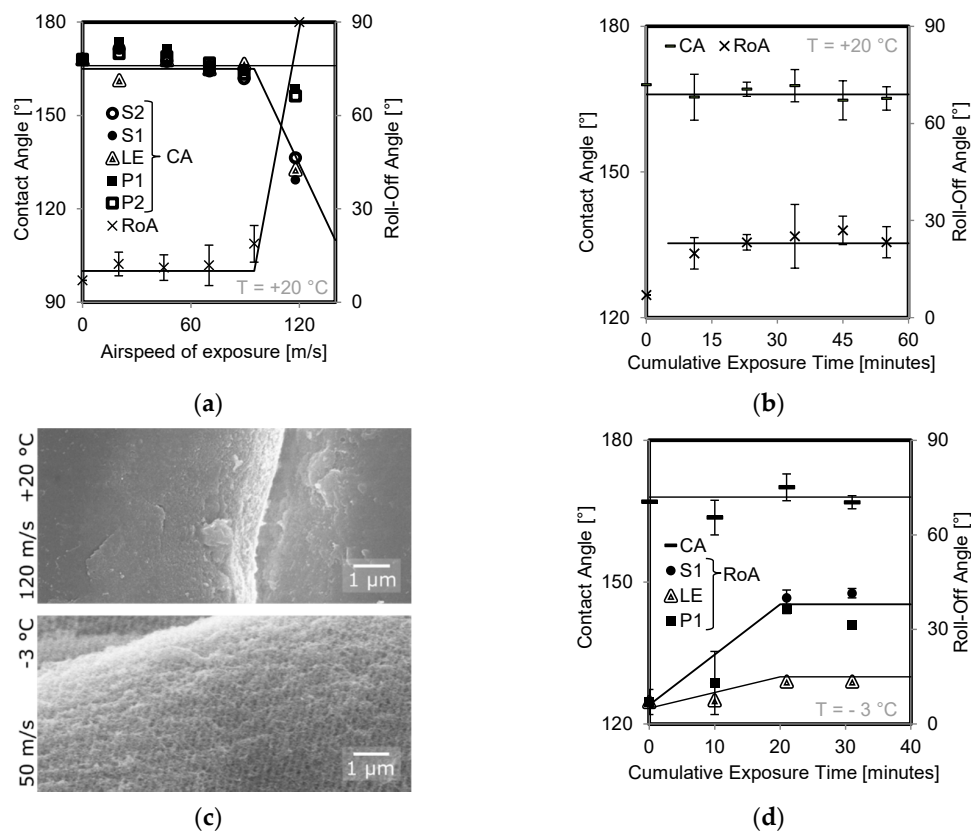 180
150
120
90
Contact Angle [°]
S2
S1
LE
P1
P2
CA
RoA
T = +20 °C
90
60
30
0
Roll-Off Angle [°]
0
60
120
Airspeed of exposure [m/s]
(a)
180
150
120
Contact Angle [°]
CA
RoA
T = +20 °C
90
60
30
0
Roll-Off Angle [°]
0
15
30
45
60
Cumulative Exposure Time [minutes]
(b)
120 m/s +20 °C
1 µm
50 m/s -3 °C
1 µm
(c)
180
150
120
Contact Angle [°]
CA
S1
LE
P1
RoA
T = - 3 °C
90
60
30
0
Roll-Off Angle [°]
0
10
20
30
40
Cumulative Exposure Time [minutes]
(d)